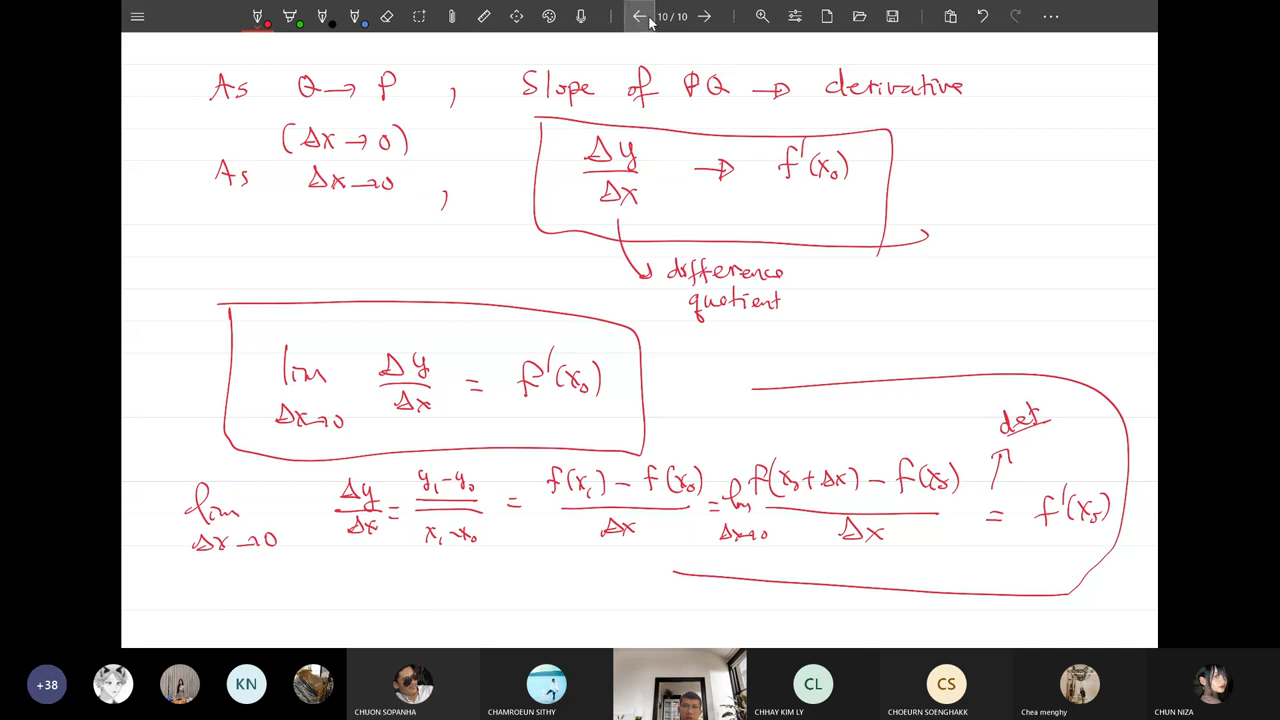 10 / 10
As Q → P , Slope of PQ → derivative
(Δx → 0)
As Δx → 0 , Δy/Δx → f'(x₀)
difference
quotient
lim Δx→0 Δy/Δx = f'(x₀)
def
lim Δx→0 Δy/Δx = y₁-y₀/x₁-x₀ = f(x₁) - f(x₀)/Δx = lim Δx→0 f(x₀+Δx) - f(x₀)/Δx = f'(x₀)
+38 KN CL CS
CHUON SOPANHA CHAMROEUN SITHY CHHAY KIM LY CHOEURN SOENGHAKK Chea menghy CHUN NIZA